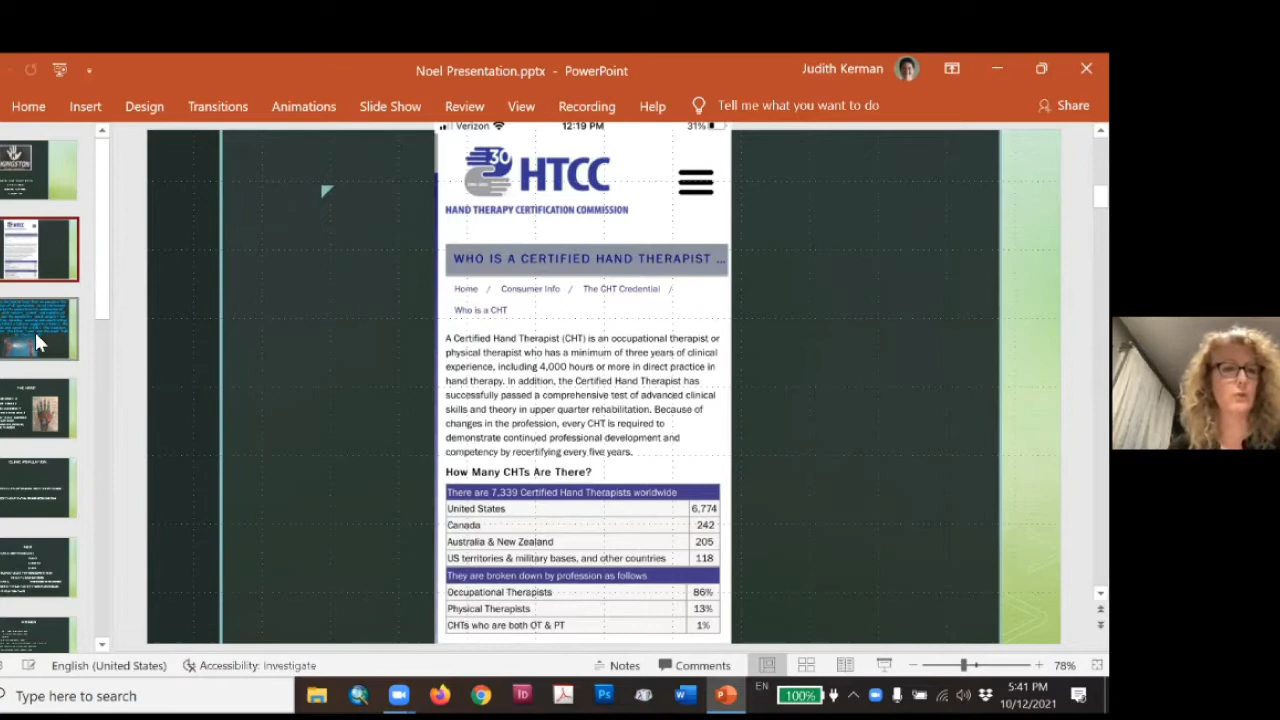 Noel Presentation.pptx - PowerPoint
Judith Kerman
Home Insert Design Transitions Animations Slide Show Review View Recording Help Tell me what you want to do Share
Verizon 12:19 PM 31%
30
HTCC
HAND THERAPY CERTIFICATION COMMISSION
WHO IS A CERTIFIED HAND THERAPIST ...
Home / Consumer Info / The CHT Credential /
Who is a CHT
A Certified Hand Therapist (CHT) is an occupational therapist or
physical therapist who has a minimum of three years of clinical
experience, including 4,000 hours or more in direct practice in
hand therapy. In addition, the Certified Hand Therapist has
successfully passed a comprehensive test of advanced clinical
skills and theory in upper quarter rehabilitation. Because of
changes in the profession, every CHT is required to
demonstrate continued professional development and
competency by recertifying every five years.
How Many CHTs Are There?
There are 7,339 Certified Hand Therapists worldwide
United States 6,774
Canada 242
Australia & New Zealand 205
US territories & military bases, and other countries 118
They are broken down by profession as follows
Occupational Therapists 86%
Physical Therapists 13%
CHTs who are both OT & PT 1%
KINGSTON
English (United States) Accessibility: Investigate Notes Comments 78%
Type here to search
EN
100%
5:41 PM
10/12/2021